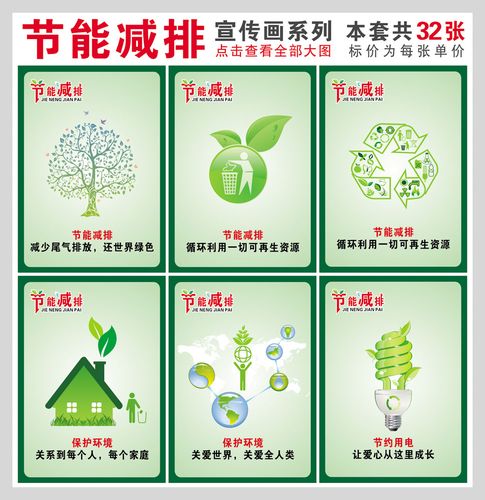 节能减排 宣传画系列 本套共32张
点击查看全部大图 标价为每张单价
节能减排
JIE NENG JIAN PAI
节能减排
减少尾气排放，还世界绿色
节能减排
JIE NENG JIAN PAI
节能减排
循环利用一切可再生资源
节能减排
JIE NENG JIAN PAI
节能减排
循环利用一切可再生资源
节能减排
JIE NENG JIAN PAI
保护环境
关系到每个人，每个家庭
节能减排
JIE NENG JIAN PAI
保护环境
关爱世界，关爱全人类
节能减排
JIE NENG JIAN PAI
节约用电
让爱心从这里成长